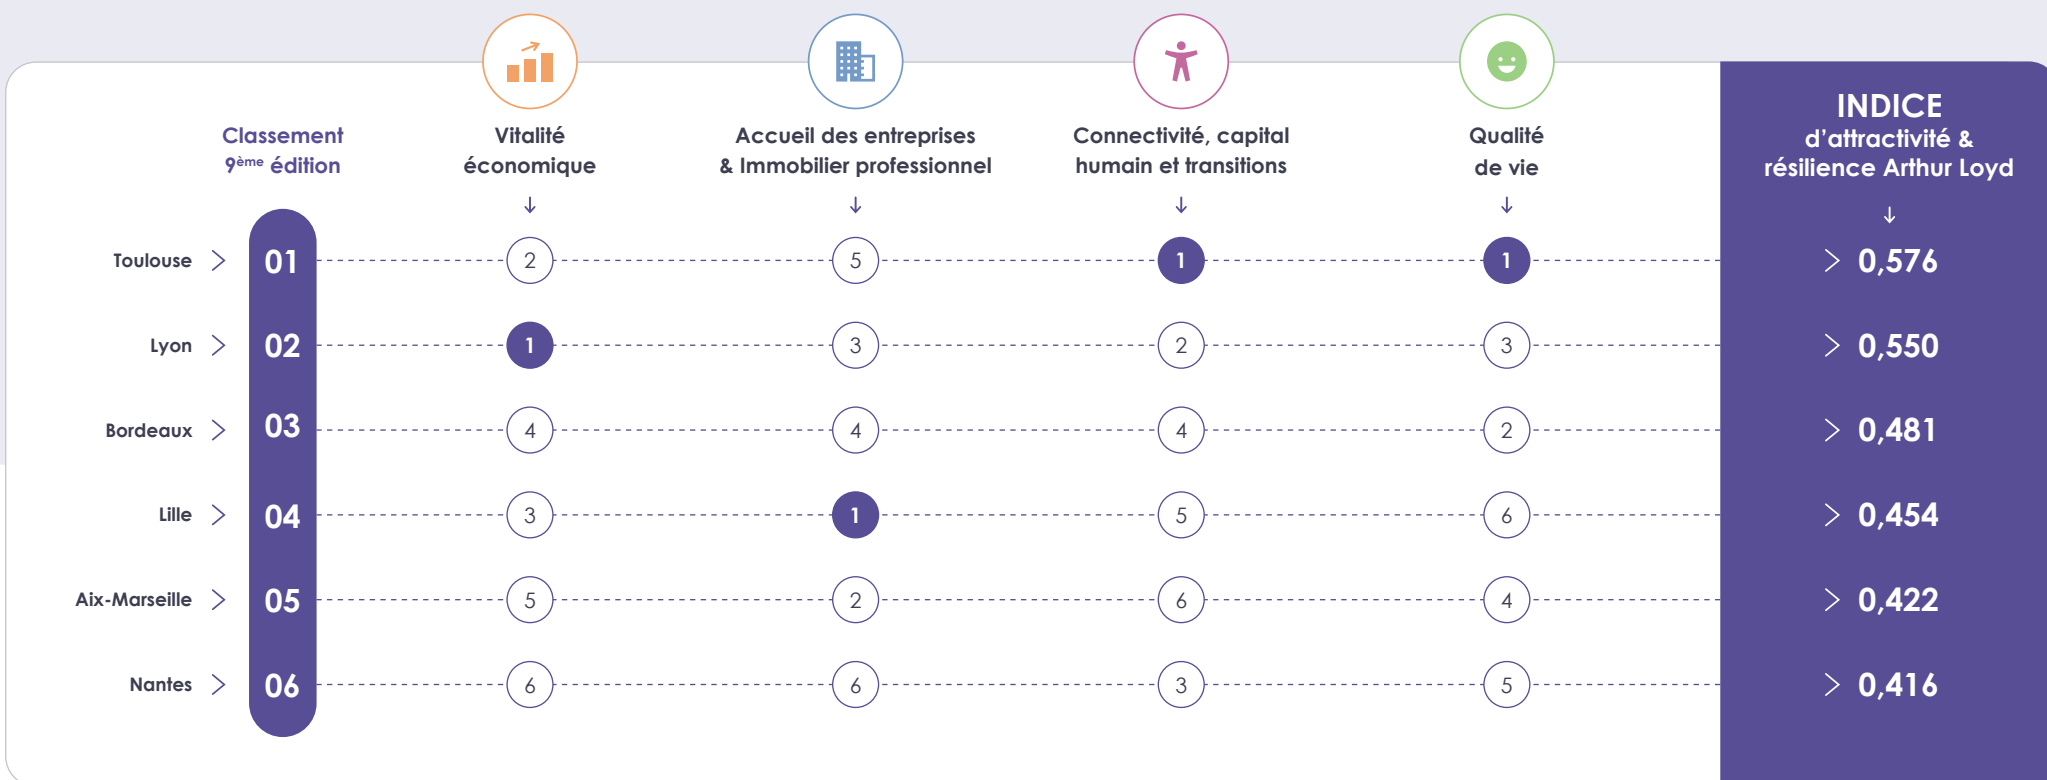 Classement
9ème édition
Vitalité
économique
Accueil des entreprises
& Immobilier professionnel
Connectivité, capital
humain et transitions
Qualité
de vie
INDICE
d’attractivité &
résilience Arthur Loyd
Toulouse 01 2 5 1 1 0,576
Lyon 02 1 3 2 3 0,550
Bordeaux 03 4 4 4 2 0,481
Lille 04 3 1 5 6 0,454
Aix-Marseille 05 5 2 6 4 0,422
Nantes 06 6 6 3 5 0,416